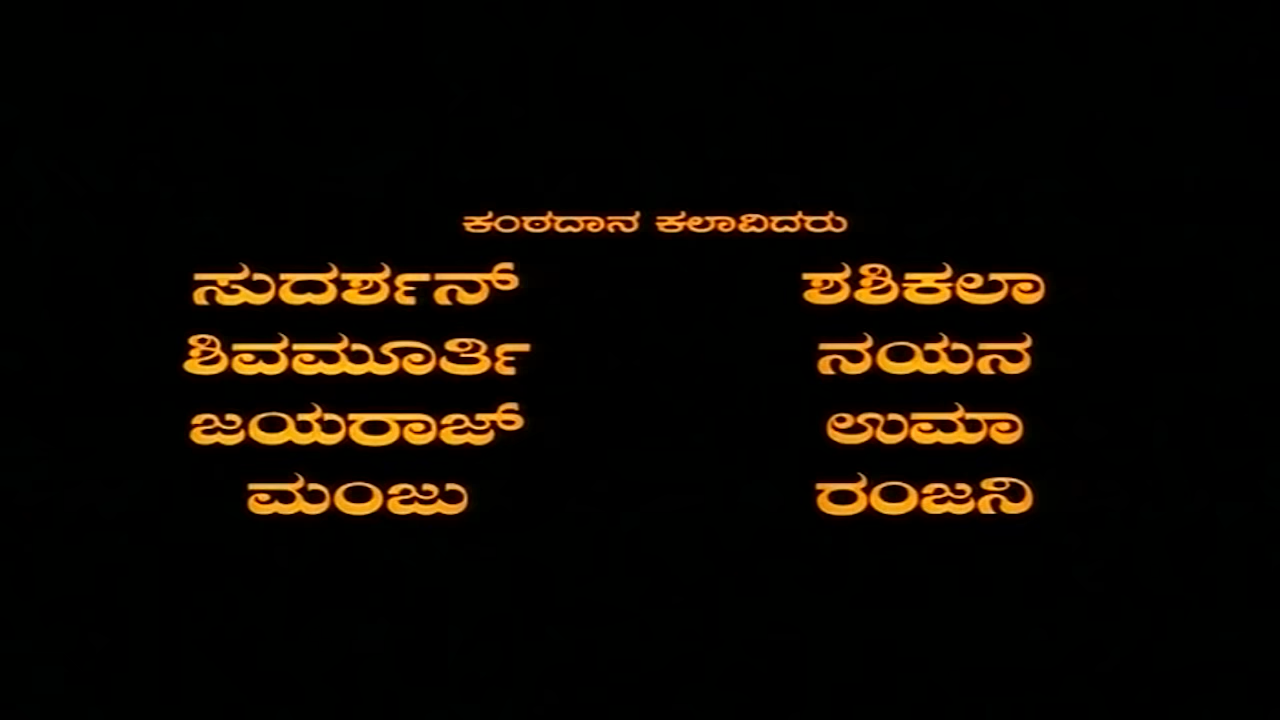 ಕಂಠದಾನ ಕಲಾವಿದರು
ಸುದರ್ಶನ್ ಶಶಿಕಲಾ
ಶಿವಮೂರ್ತಿ ನಯನ
ಜಯರಾಜ್ ಉಮಾ
ಮಂಜು ರಂಜನಿ